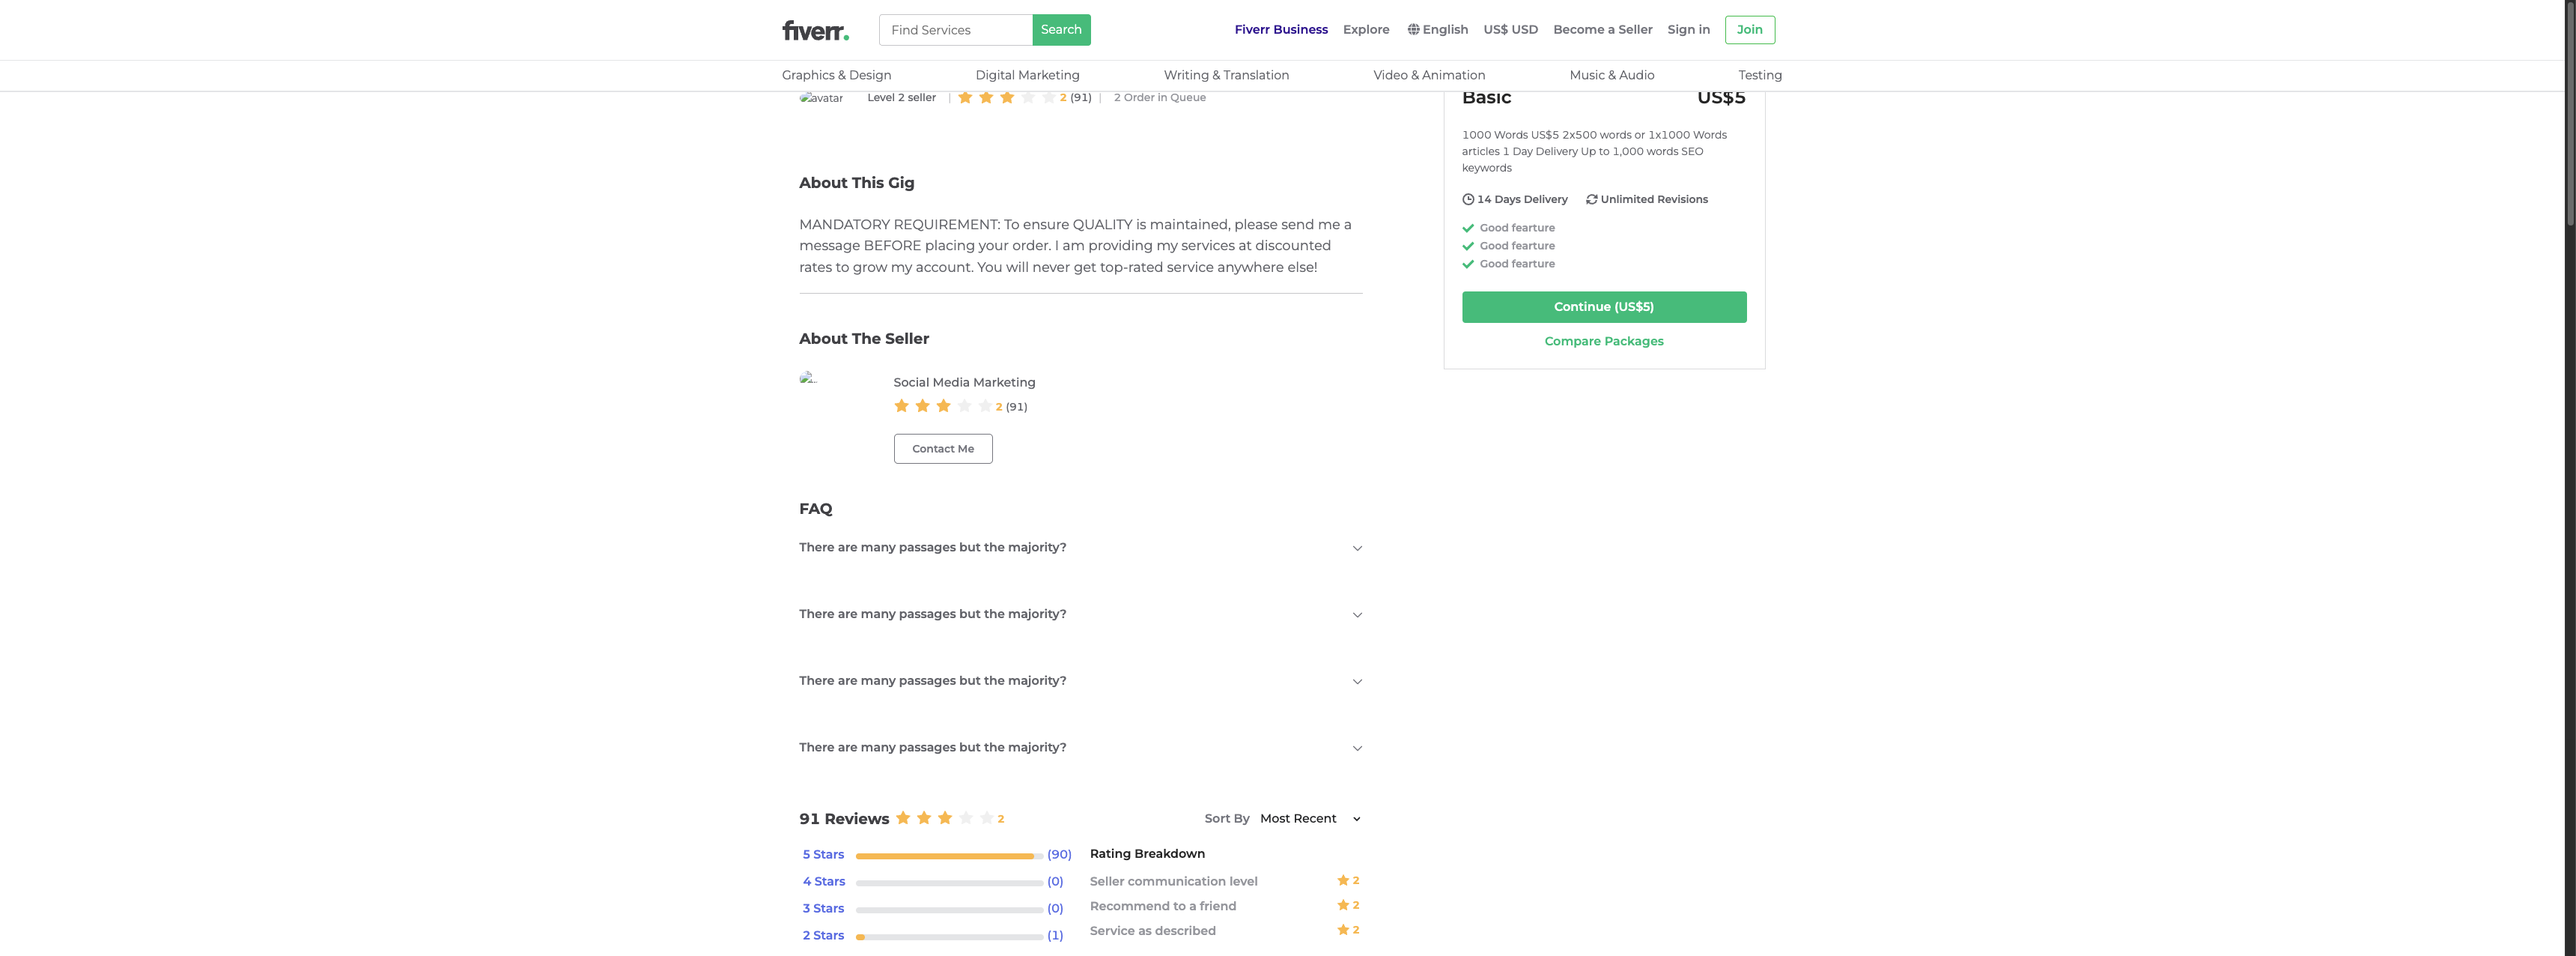 fiverr.
Find Services
Search
Fiverr Business
Explore
English
US$ USD
Become a Seller
Sign in
Join
Graphics & Design
Digital Marketing
Writing & Translation
Video & Animation
Music & Audio
Testing
avatar
Level 2 seller
| 2 (91) | 2 Order in Queue
About This Gig
MANDATORY REQUIREMENT: To ensure QUALITY is maintained, please send me a
message BEFORE placing your order. I am providing my services at discounted
rates to grow my account. You will never get top-rated service anywhere else!
About The Seller
Social Media Marketing
2 (91)
Contact Me
FAQ
There are many passages but the majority?
There are many passages but the majority?
There are many passages but the majority?
There are many passages but the majority?
91 Reviews 2
Sort By Most Recent
5 Stars (90)
4 Stars (0)
3 Stars (0)
2 Stars (1)
Rating Breakdown
Seller communication level 2
Recommend to a friend 2
Service as described 2
Basic US$5
1000 Words US$5 2x500 words or 1x1000 Words
articles 1 Day Delivery Up to 1,000 words SEO
keywords
14 Days Delivery
Unlimited Revisions
Good fearture
Good fearture
Good fearture
Continue (US$5)
Compare Packages